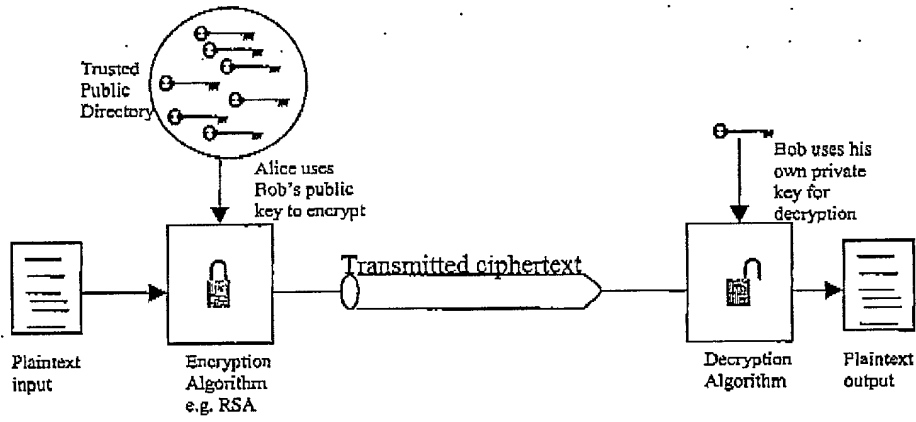 Trusted
Public
Directory
Alice uses
Bob's public
key to encrypt
Bob uses his
own private
key for
decryption
Transmitted ciphertext
Plaintext
input
Encryption
Algorithm
e.g. RSA
Decryption
Algorithm
Plaintext
output